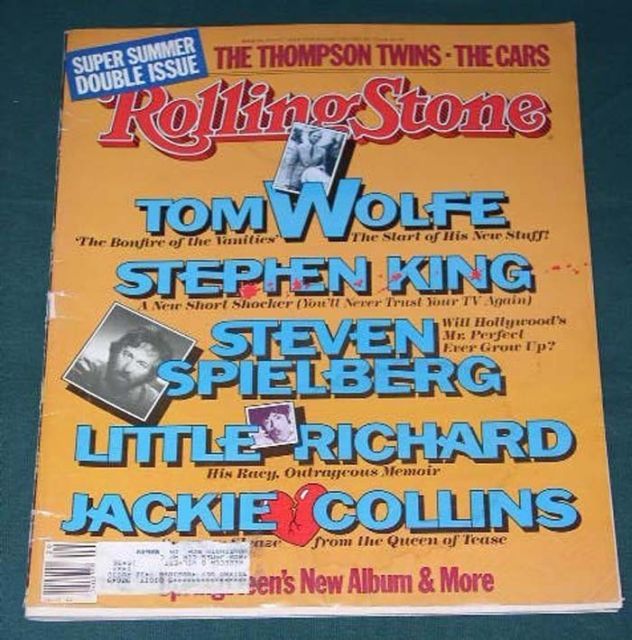 SUPER SUMMER
DOUBLE ISSUE
THE THOMPSON TWINS · THE CARS
Rolling Stone
TOM WOLFE
'The Bonfire of the Vanities' The Start of His New Stuff!
STEPHEN KING
A New Short Shocker (You'll Never Trust Your TV Again)
STEVEN
SPIELBERG
Will Hollywood's
Mr. Perfect
Ever Grow Up?
LITTLE RICHARD
His Racy, Outrageous Memoir
JACKIE COLLINS
from the Queen of Tease
een's New Album & More